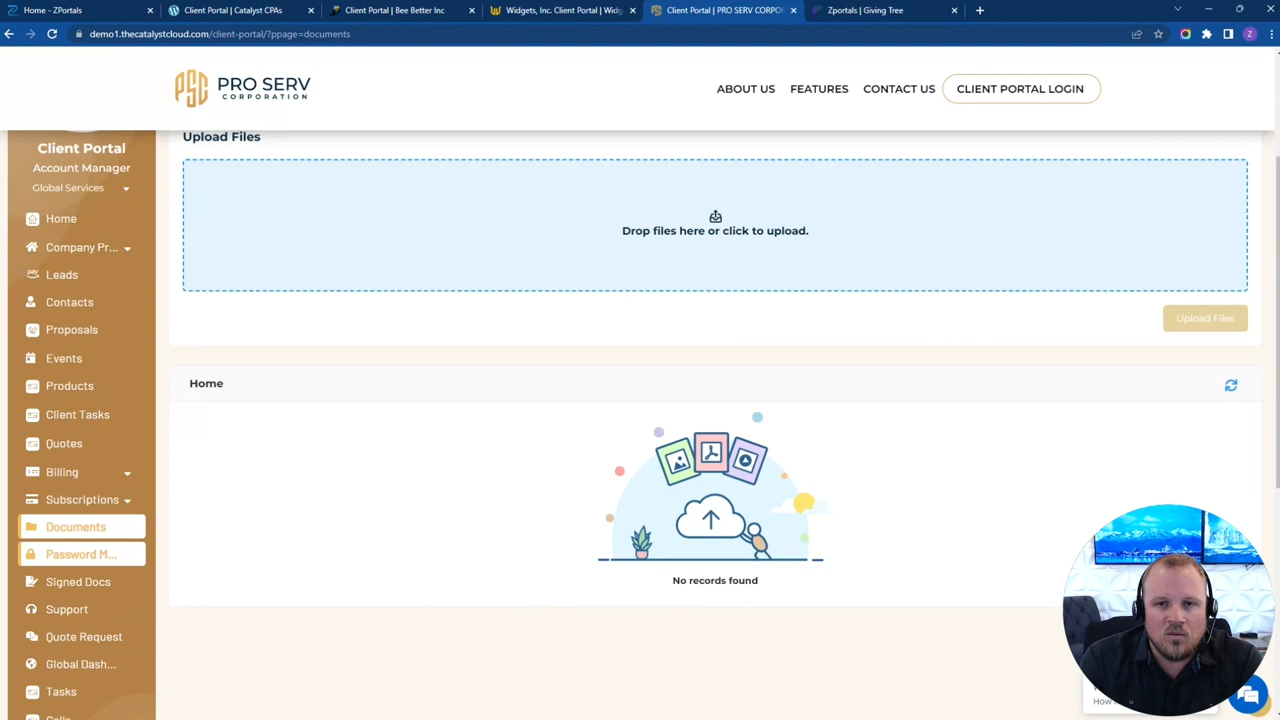 Home - ZPortals
Client Portal | Catalyst CPAs
Client Portal | Bee Better Inc
Widgets, Inc. Client Portal | Widg
Client Portal | PRO SERV CORPOR
Zportals | Giving Tree
demo1.thecatalystcloud.com/client-portal/?ppage=documents
Z
PSC PRO SERV
CORPORATION
ABOUT US
FEATURES
CONTACT US
CLIENT PORTAL LOGIN
Client Portal
Account Manager
Global Services
Home
Company Pr...
Leads
Contacts
Proposals
Events
Products
Client Tasks
Quotes
Billing
Subscriptions
Documents
Password M...
Signed Docs
Support
Quote Request
Global Dash...
Tasks
Upload Files
Drop files here or click to upload.
Upload Files
Home
No records found